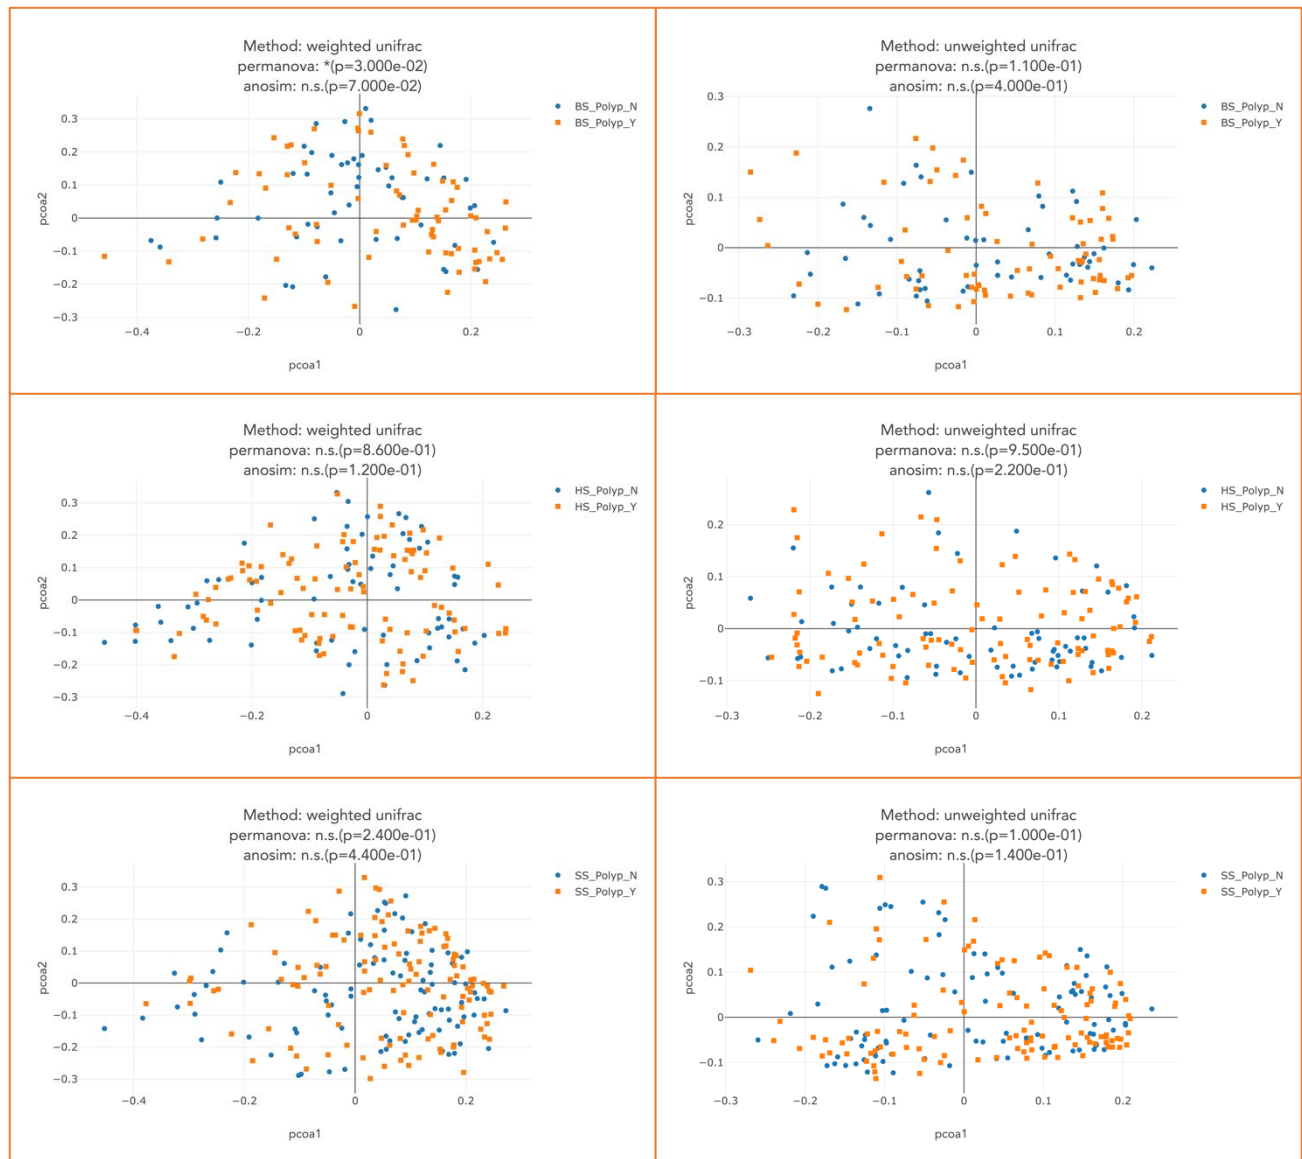 Method: weighted unifrac
permanova: *(p=3.000e-02)
anosim: n.s.(p=7.000e-02)
BS_Polyp_N
BS_Polyp_Y
0.3
0.2
0.1
0
−0.1
−0.2
−0.3
pcoa2
−0.4
−0.2
0
0.2
pcoa1
Method: unweighted unifrac
permanova: n.s.(p=1.100e-01)
anosim: n.s.(p=4.000e-01)
BS_Polyp_N
BS_Polyp_Y
0.3
0.2
0.1
0
−0.1
pcoa2
−0.3
−0.2
−0.1
0
0.1
0.2
pcoa1
Method: weighted unifrac
permanova: n.s.(p=8.600e-01)
anosim: n.s.(p=1.200e-01)
HS_Polyp_N
HS_Polyp_Y
0.3
0.2
0.1
0
−0.1
−0.2
−0.3
pcoa2
−0.4
−0.2
0
0.2
pcoa1
Method: unweighted unifrac
permanova: n.s.(p=9.500e-01)
anosim: n.s.(p=2.200e-01)
HS_Polyp_N
HS_Polyp_Y
0.2
0.1
0
−0.1
pcoa2
−0.3
−0.2
−0.1
0
0.1
0.2
pcoa1
Method: weighted unifrac
permanova: n.s.(p=2.400e-01)
anosim: n.s.(p=4.400e-01)
SS_Polyp_N
SS_Polyp_Y
0.3
0.2
0.1
0
−0.1
−0.2
−0.3
pcoa2
−0.4
−0.2
0
0.2
pcoa1
Method: unweighted unifrac
permanova: n.s.(p=1.000e-01)
anosim: n.s.(p=1.400e-01)
SS_Polyp_N
SS_Polyp_Y
0.3
0.2
0.1
0
−0.1
pcoa2
−0.3
−0.2
−0.1
0
0.1
0.2
pcoa1